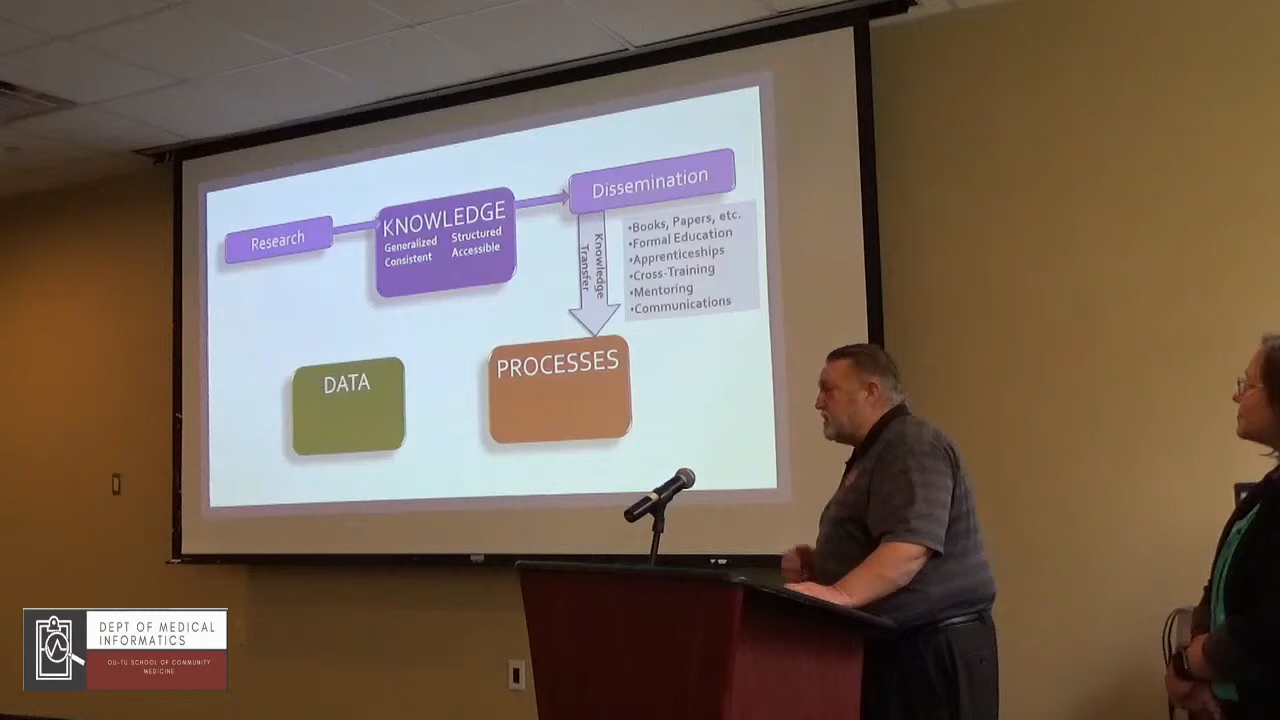 Research
KNOWLEDGE
Generalized Structured
Consistent Accessible
Dissemination
Knowledge
Transfer
•Books, Papers, etc.
•Formal Education
•Apprenticeships
•Cross-Training
•Mentoring
•Communications
DATA
PROCESSES
DEPT OF MEDICAL
INFORMATICS
OU-TU SCHOOL OF COMMUNITY
MEDICINE